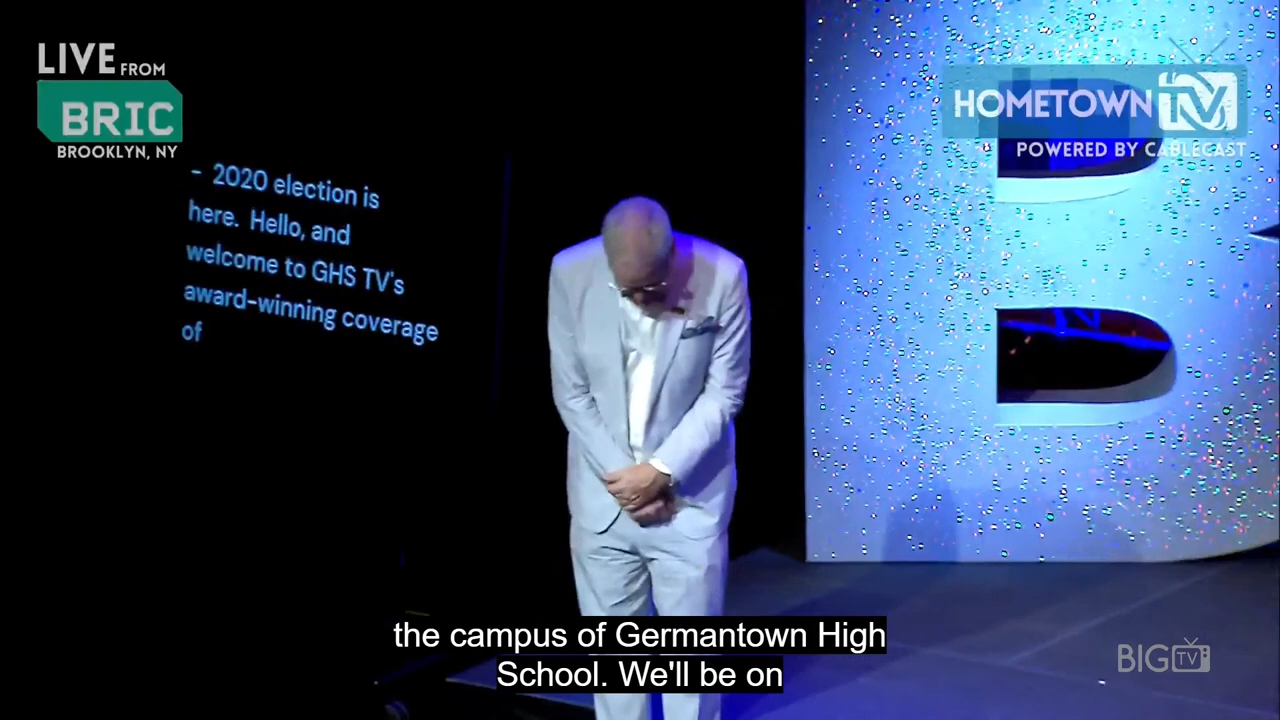 LIVE FROM
BRIC
BROOKLYN, NY
HOMETOWN TV
POWERED BY CABLECAST
- 2020 election is
here. Hello, and
welcome to GHS TV's
award-winning coverage
of
the campus of Germantown High
School. We'll be on
BIG TV